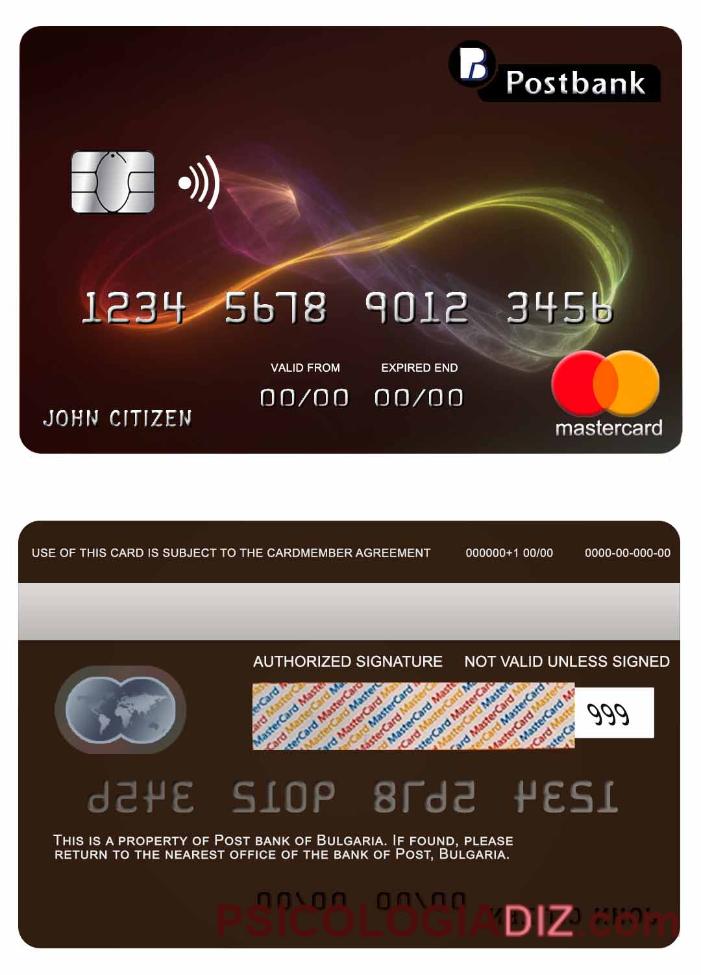 Postbank
1234 5678 9012 3456
VALID FROM EXPIRED END
00/00 00/00
JOHN CITIZEN
mastercard
USE OF THIS CARD IS SUBJECT TO THE CARDMEMBER AGREEMENT 000000+1 00/00 0000-00-000-00
AUTHORIZED SIGNATURE NOT VALID UNLESS SIGNED
MasterCard MasterCard MasterCard
999
THIS IS A PROPERTY OF POST BANK OF BULGARIA. IF FOUND, PLEASE
RETURN TO THE NEAREST OFFICE OF THE BANK OF POST, BULGARIA.
PSICOLOGIADIZ.com